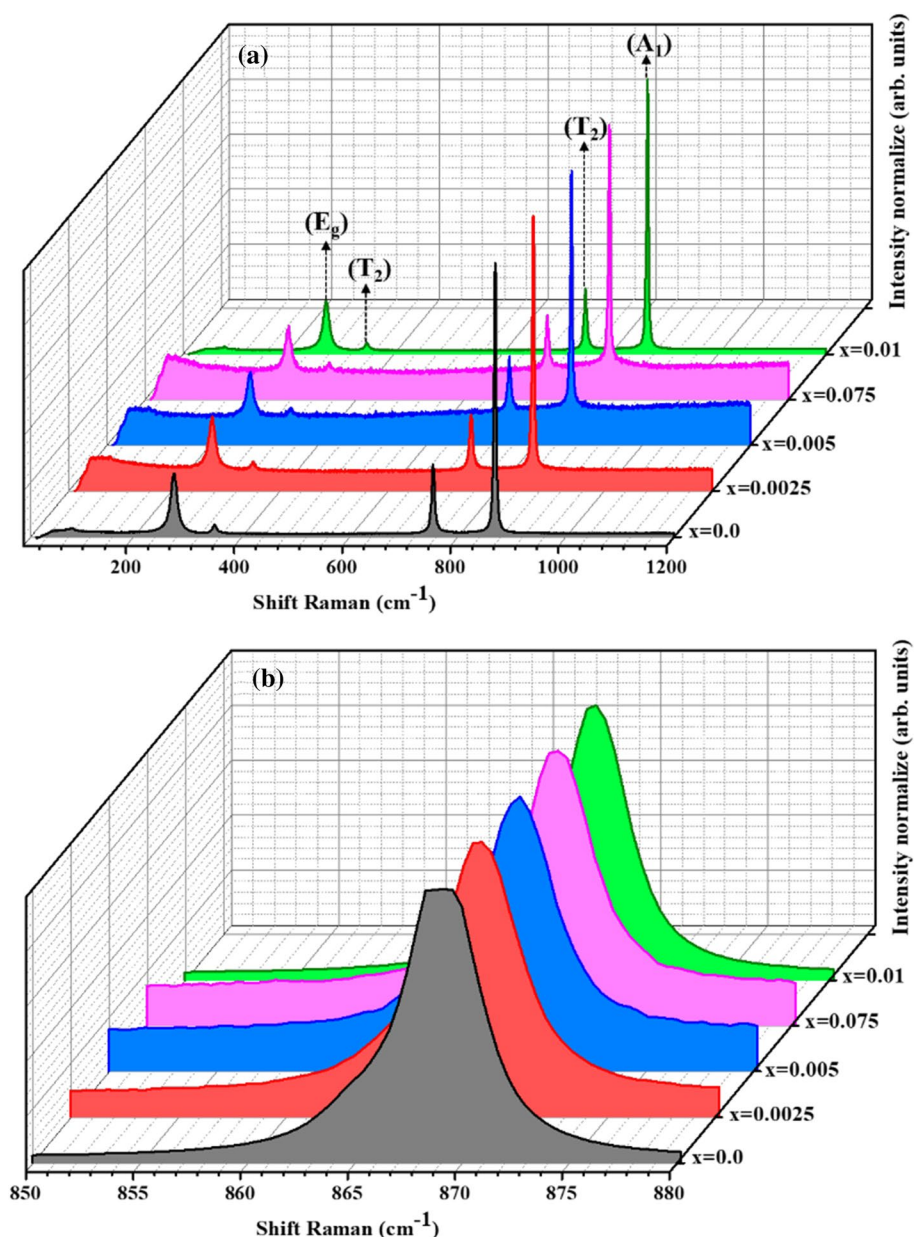 (a)
(A1)
(T2)
(Eg)
(T2)
Intensity normalize (arb. units)
x=0.01
x=0.075
x=0.005
x=0.0025
x=0.0
200 400 600 800 1000 1200
Shift Raman (cm-1)
(b)
Intensity normalize (arb. units)
x=0.01
x=0.075
x=0.005
x=0.0025
x=0.0
850 855 860 865 870 875 880
Shift Raman (cm-1)